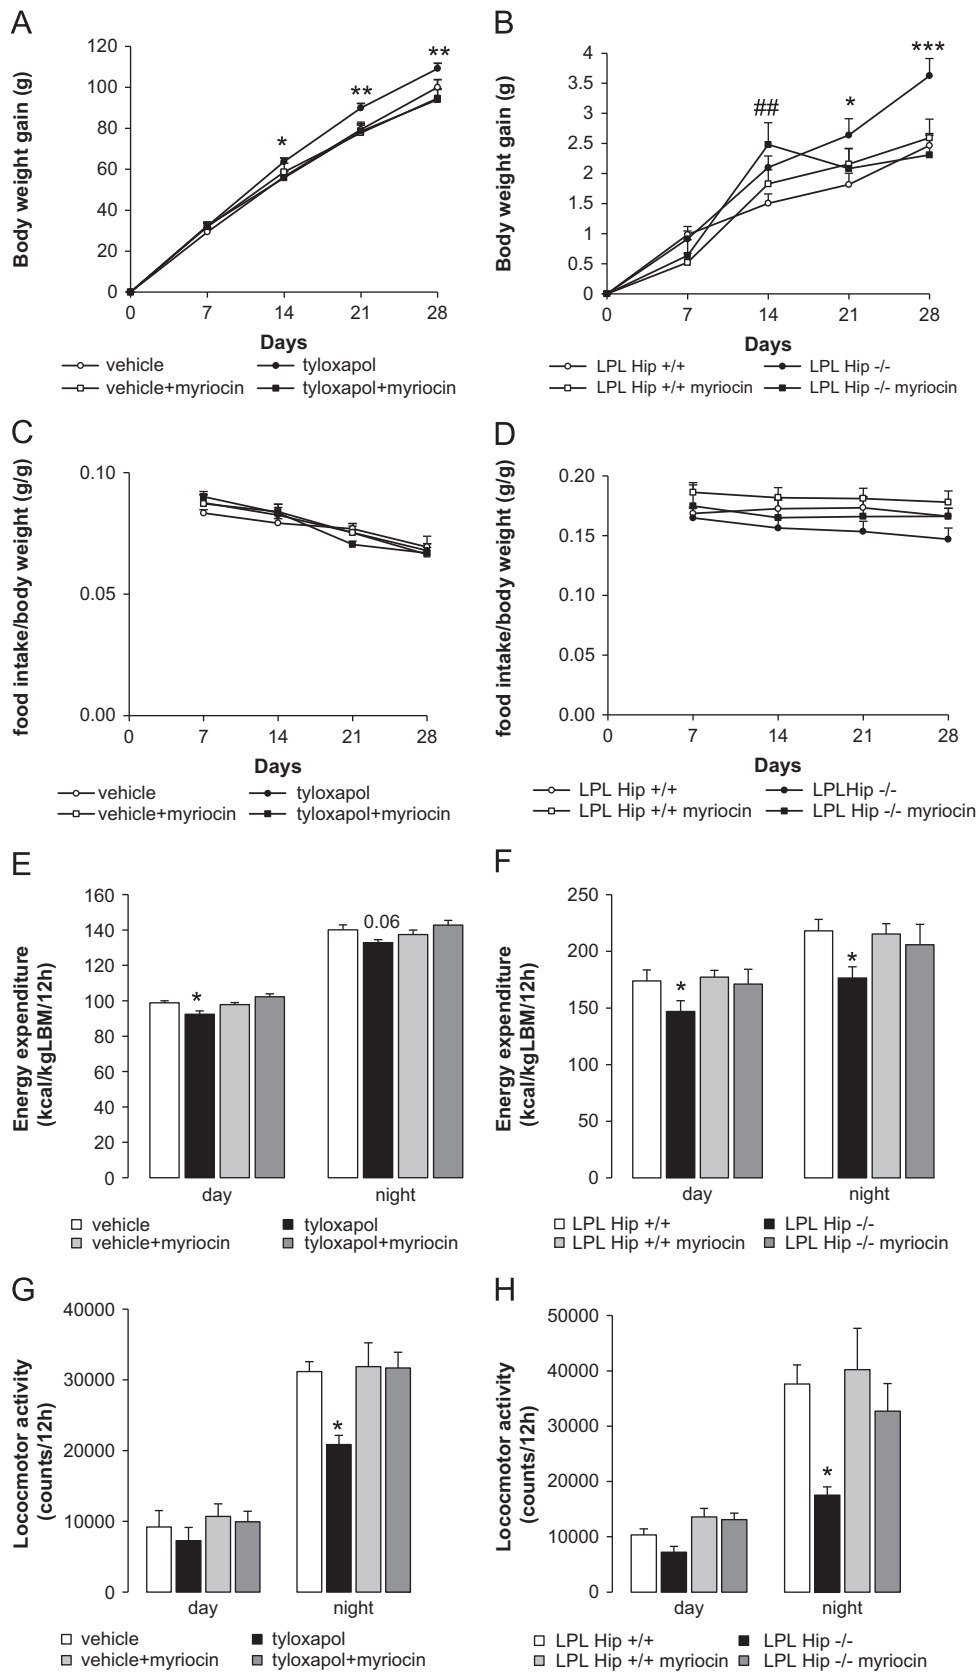 A
Body weight gain (g)
120
100
80
60
40
20
0
*
**
**
0 7 14 21 28
Days
vehicle tyloxapol
vehicle+myriocin tyloxapol+myriocin
B
Body weight gain (g)
4
3.5
3
2.5
2
1.5
1
0.5
0
##
*
***
0 7 14 21 28
Days
LPL Hip +/+ LPL Hip -/-
LPL Hip +/+ myriocin LPL Hip -/- myriocin
C
food intake/body weight (g/g)
0.10
0.05
0.00
0 7 14 21 28
Days
vehicle tyloxapol
vehicle+myriocin tyloxapol+myriocin
D
food intake/body weight (g/g)
0.20
0.15
0.10
0.05
0.00
0 7 14 21 28
Days
LPL Hip +/+ LPLHip -/-
LPL Hip +/+ myriocin LPL Hip -/- myriocin
E
Energy expenditure
(kcal/kgLBM/12h)
160
140
120
100
80
60
40
20
0
*
0.06
day night
vehicle tyloxapol
vehicle+myriocin tyloxapol+myriocin
F
Energy expenditure
(kcal/kgLBM/12h)
250
200
150
100
50
0
*
*
day night
LPL Hip +/+ LPL Hip -/-
LPL Hip +/+ myriocin LPL Hip -/- myriocin
G
Lococmotor activity
(counts/12h)
40000
30000
20000
10000
0
*
day night
vehicle tyloxapol
vehicle+myriocin tyloxapol+myriocin
H
Lococmotor activity
(counts/12h)
50000
40000
30000
20000
10000
0
*
day night
LPL Hip +/+ LPL Hip -/-
LPL Hip +/+ myriocin LPL Hip -/- myriocin